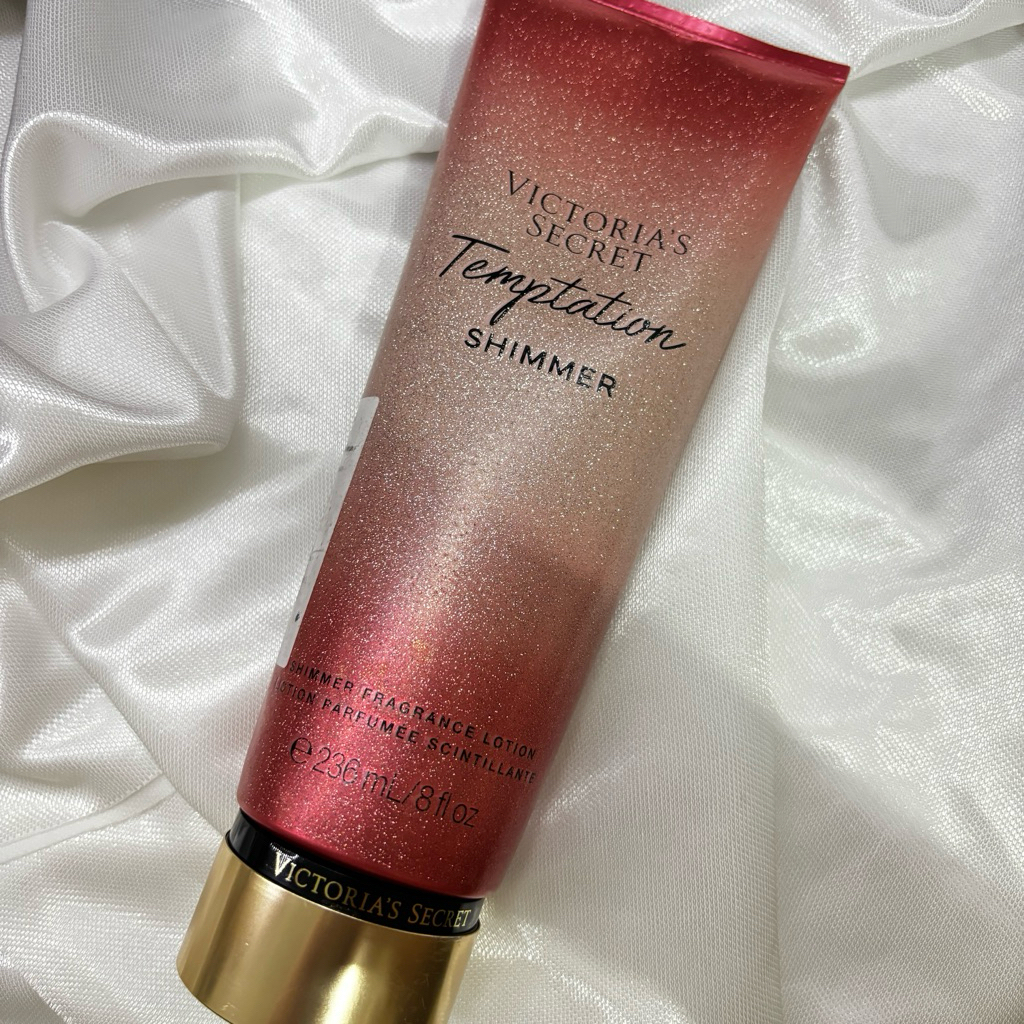 VICTORIA'S
SECRET
Temptation
SHIMMER
SHIMMER FRAGRANCE LOTION
LOTION PARFUMÉE SCINTILLANTE
℮ 236 mL/8 fl oz
VICTORIA'S SECRET